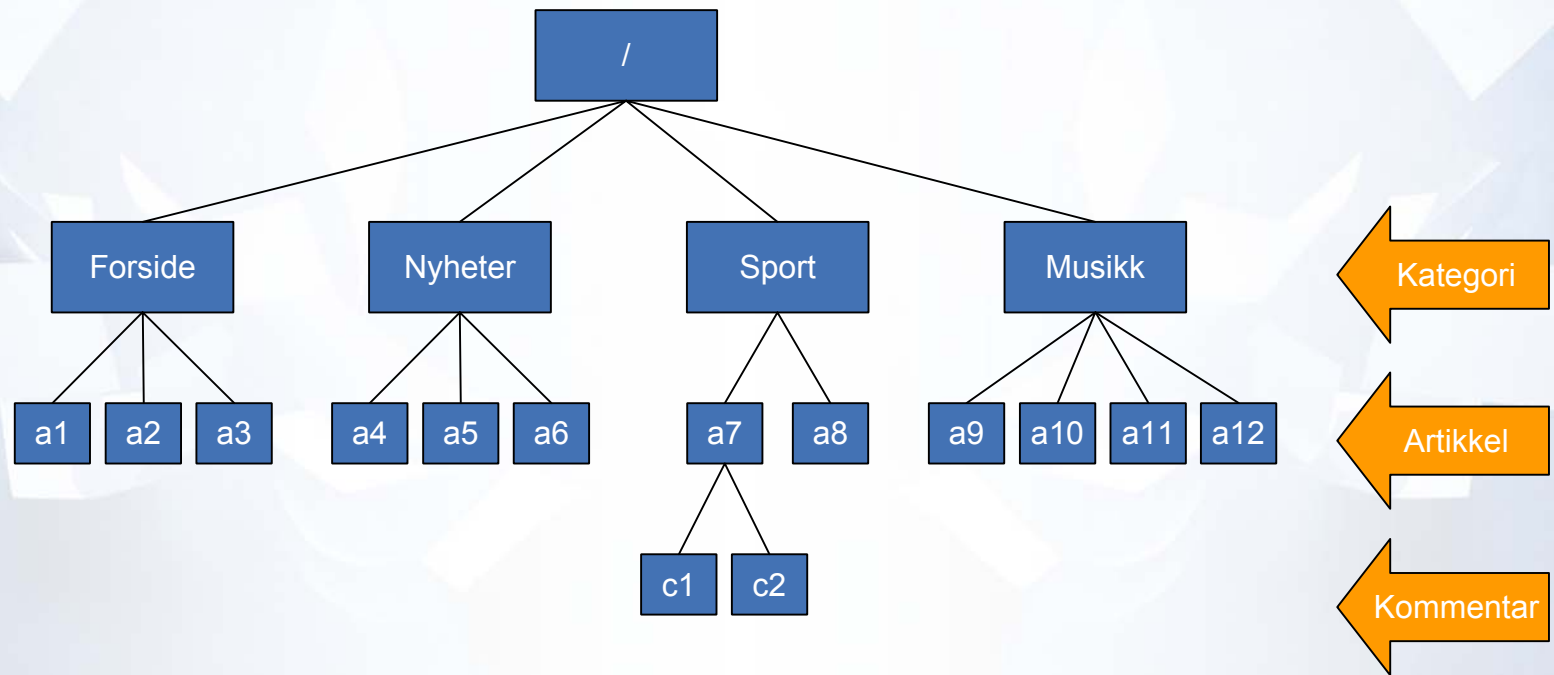 /
Forside
Nyheter
Sport
Musikk
Kategori
a1
a2
a3
a4
a5
a6
a7
a8
a9
a10
a11
a12
Artikkel
c1
c2
Kommentar